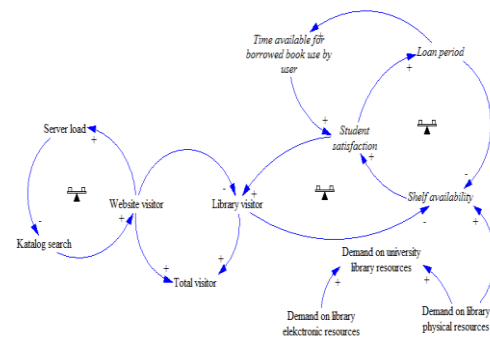 Time available for
borrowed book use by
user
+
Loan period
+
+
Student
satisfaction
+
Server load
+
-
Website visitor
+
Katalog search
-
Library visitor
+
-
Shelf availability
-
+
+
Total visitor
+
Demand on university
library resources
+
+
Demand on library
elekctronic resources
Demand on library
physical resources